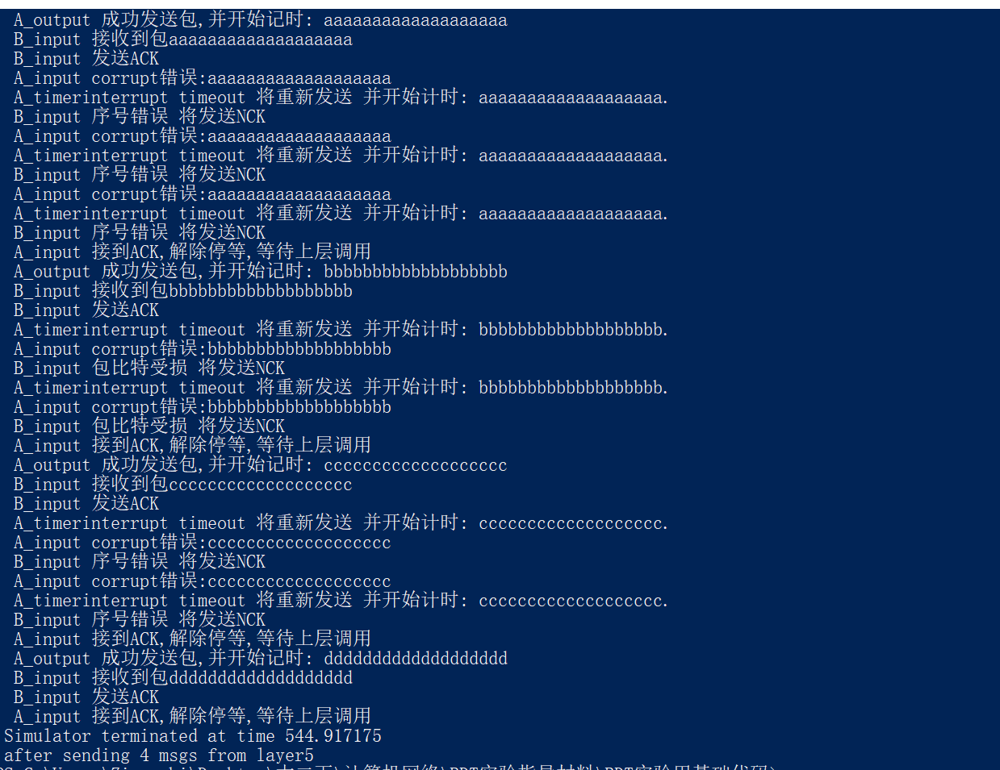 A_output 成功发送包,并开始记时: aaaaaaaaaaaaaaaaaaa
B_input 接收到包aaaaaaaaaaaaaaaaaaa
B_input 发送ACK
A_input corrupt错误:aaaaaaaaaaaaaaaaaaa
A_timerinterrupt timeout 将重新发送 并开始计时: aaaaaaaaaaaaaaaaaaa.
B_input 序号错误 将发送NCK
A_input corrupt错误:aaaaaaaaaaaaaaaaaaa
A_timerinterrupt timeout 将重新发送 并开始计时: aaaaaaaaaaaaaaaaaaa.
B_input 序号错误 将发送NCK
A_input corrupt错误:aaaaaaaaaaaaaaaaaaa
A_timerinterrupt timeout 将重新发送 并开始计时: aaaaaaaaaaaaaaaaaaa.
B_input 序号错误 将发送NCK
A_input 接到ACK,解除停等,等待上层调用
A_output 成功发送包,并开始记时: bbbbbbbbbbbbbbbbbbb
B_input 接收到包bbbbbbbbbbbbbbbbbbb
B_input 发送ACK
A_timerinterrupt timeout 将重新发送 并开始计时: bbbbbbbbbbbbbbbbbbb.
A_input corrupt错误:bbbbbbbbbbbbbbbbbbb
B_input 包比特受损 将发送NCK
A_timerinterrupt timeout 将重新发送 并开始计时: bbbbbbbbbbbbbbbbbbb.
A_input corrupt错误:bbbbbbbbbbbbbbbbbbb
B_input 包比特受损 将发送NCK
A_input 接到ACK,解除停等,等待上层调用
A_output 成功发送包,并开始记时: ccccccccccccccccccc
B_input 接收到包ccccccccccccccccccc
B_input 发送ACK
A_timerinterrupt timeout 将重新发送 并开始计时: ccccccccccccccccccc.
A_input corrupt错误:ccccccccccccccccccc
B_input 序号错误 将发送NCK
A_input corrupt错误:ccccccccccccccccccc
A_timerinterrupt timeout 将重新发送 并开始计时: ccccccccccccccccccc.
B_input 序号错误 将发送NCK
A_input 接到ACK,解除停等,等待上层调用
A_output 成功发送包,并开始记时: ddddddddddddddddddd
B_input 接收到包ddddddddddddddddddd
B_input 发送ACK
A_input 接到ACK,解除停等,等待上层调用
Simulator terminated at time 544.917175
after sending 4 msgs from layer5